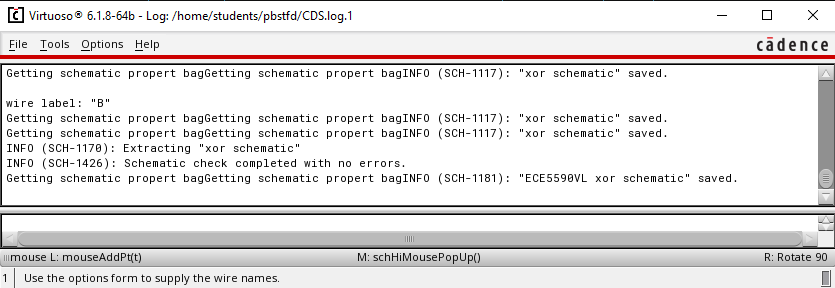 Virtuoso® 6.1.8-64b - Log: /home/students/pbstfd/CDS.log.1
File Tools Options Help
cādence
Getting schematic propert bagGetting schematic propert bagINFO (SCH-1117): "xor schematic" saved.
wire label: "B"
Getting schematic propert bagGetting schematic propert bagINFO (SCH-1117): "xor schematic" saved.
Getting schematic propert bagGetting schematic propert bagINFO (SCH-1117): "xor schematic" saved.
INFO (SCH-1170): Extracting "xor schematic"
INFO (SCH-1426): Schematic check completed with no errors.
Getting schematic propert bagGetting schematic propert bagINFO (SCH-1181): "ECE5590VL xor schematic" saved.
mouse L: mouseAddPt(t) M: schHiMousePopUp() R: Rotate 90
1 Use the options form to supply the wire names.